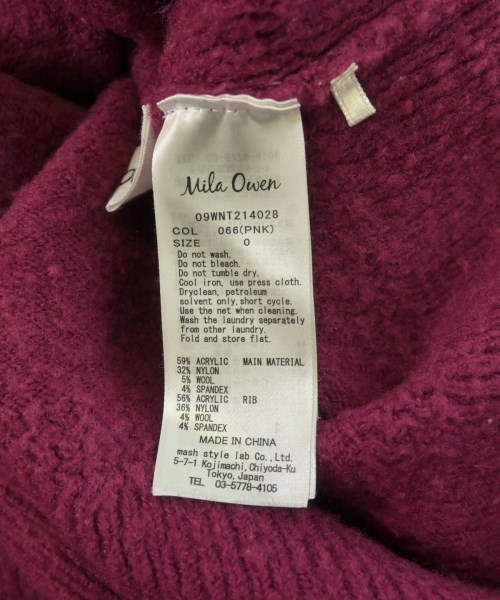 Mila Owen
09WNT214028
COL 066(PNK)
SIZE 0
Do not wash.
Do not bleach.
Do not tumble dry.
Cool iron, use press cloth.
Dryclean, petroleum
solvent only, short cycle.
Use the net when cleaning.
Wash the laundry separately
from other laundry.
Fold and store flat.
59% ACRYLIC MAIN MATERIAL
32% NYLON
5% WOOL
4% SPANDEX
56% ACRYLIC RIB
36% NYLON
4% WOOL
4% SPANDEX
MADE IN CHINA
mash style lab Co.,Ltd.
5-7-1 Kojimachi,Chiyoda-Ku
Tokyo,Japan
TEL 03-5778-4105